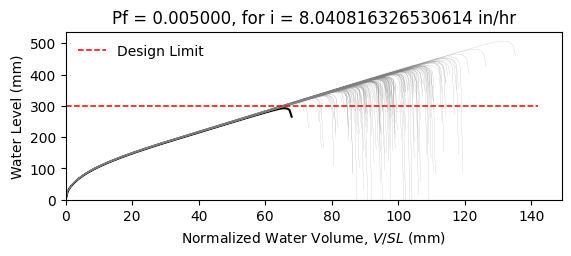 Pf = 0.005000, for i = 8.040816326530614 in/hr
Water Level (mm)
500
400
300
200
100
0
Design Limit
0 20 40 60 80 100 120 140
Normalized Water Volume, V/SL (mm)